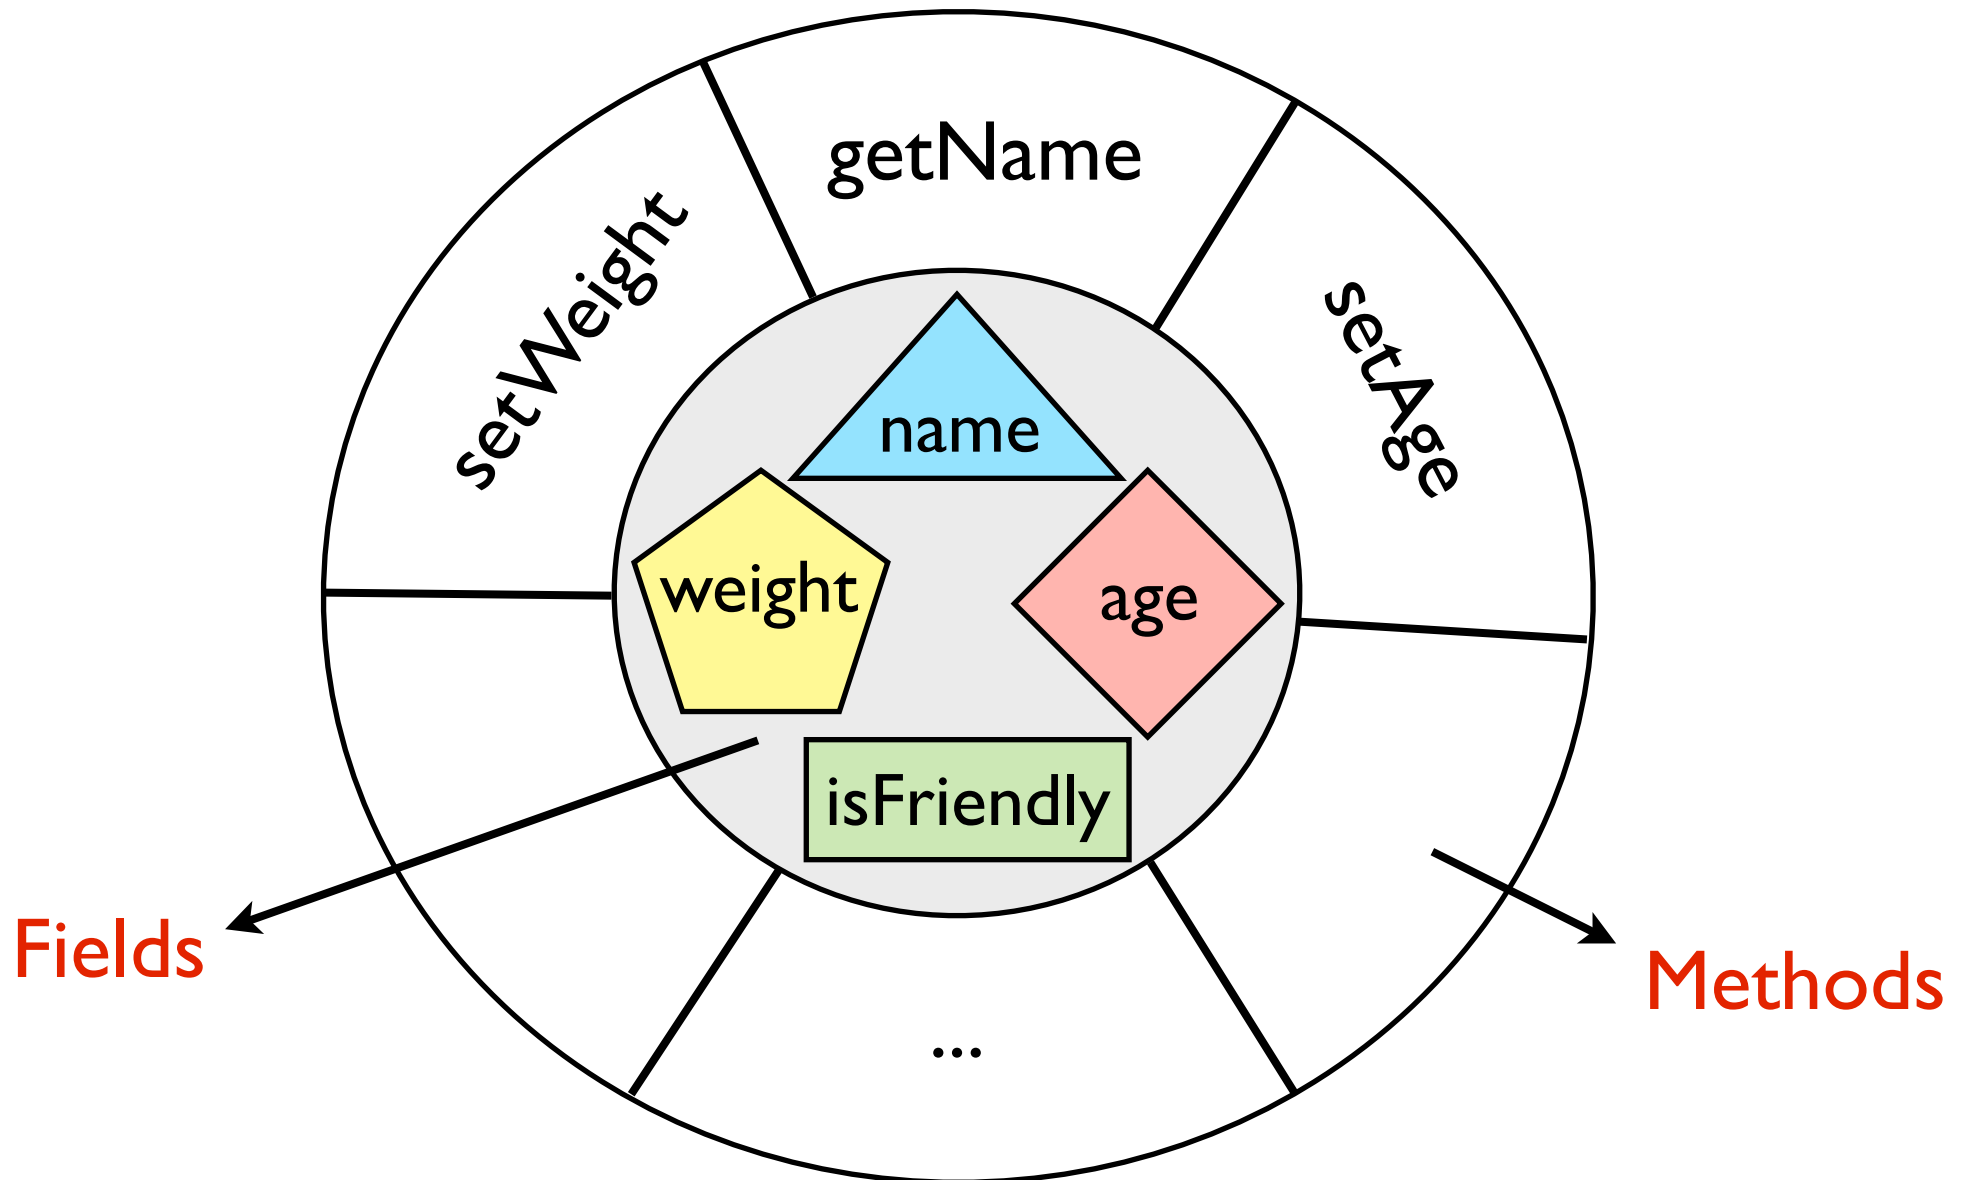 getName
setWeight
setAge
name
weight
age
isFriendly
Fields
Methods
...